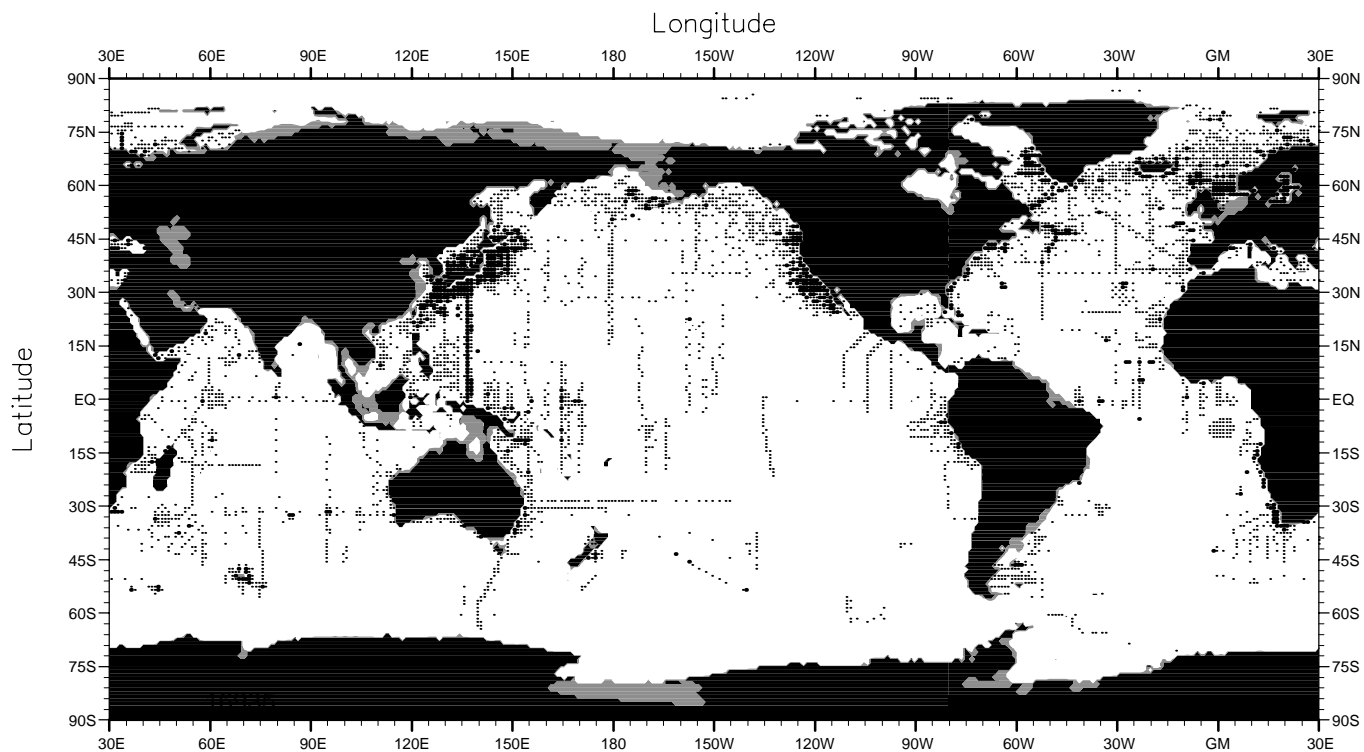 Longitude
30E 60E 90E 120E 150E 180 150W 120W 90W 60W 30W GM 30E
90N 90N
75N 75N
60N 60N
45N 45N
30N 30N
15N 15N
EQ EQ
15S 15S
30S 30S
45S 45S
60S 60S
75S 75S
90S 90S
30E 60E 90E 120E 150E 180 150W 120W 90W 60W 30W GM 30E
Latitude